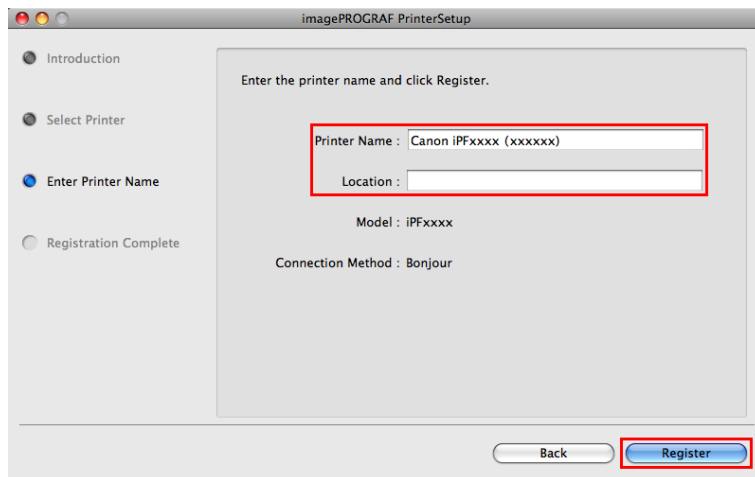 imagePROGRAF PrinterSetup
Introduction
Select Printer
Enter Printer Name
Registration Complete
Enter the printer name and click Register.
Printer Name : Canon iPFxxxx (xxxxxx)
Location :
Model : iPFxxxx
Connection Method : Bonjour
Back Register